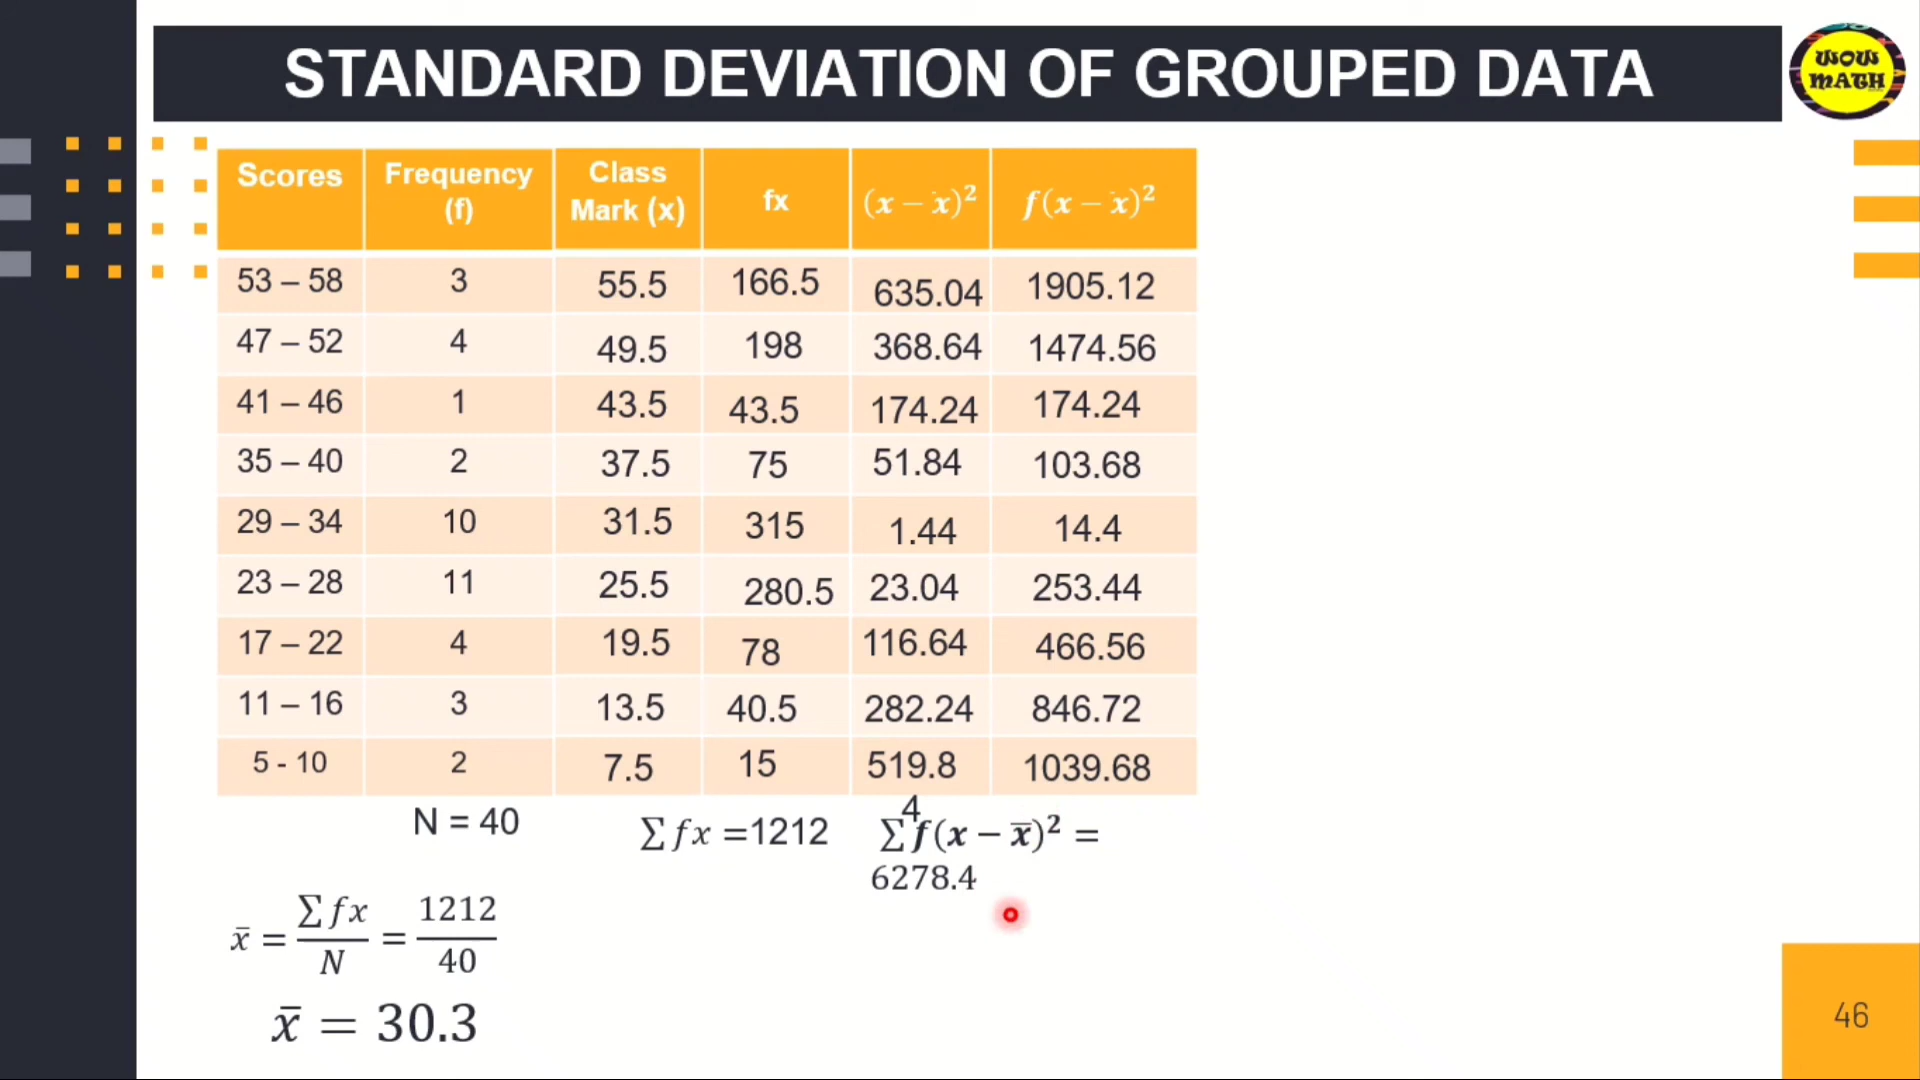 STANDARD DEVIATION OF GROUPED DATA
WOW
MATH
Scores Frequency (f) Class Mark (x) fx (x − x)² f(x − x)²
53 – 58 3 55.5 166.5 635.04 1905.12
47 – 52 4 49.5 198 368.64 1474.56
41 – 46 1 43.5 43.5 174.24 174.24
35 – 40 2 37.5 75 51.84 103.68
29 – 34 10 31.5 315 1.44 14.4
23 – 28 11 25.5 280.5 23.04 253.44
17 – 22 4 19.5 78 116.64 466.56
11 – 16 3 13.5 40.5 282.24 846.72
5 - 10 2 7.5 15 519.84 1039.68
N = 40 ∑fx =1212 ∑f(x − x̄)² =
6278.4
x̄ = ∑fx/N = 1212/40
x̄ = 30.3
46